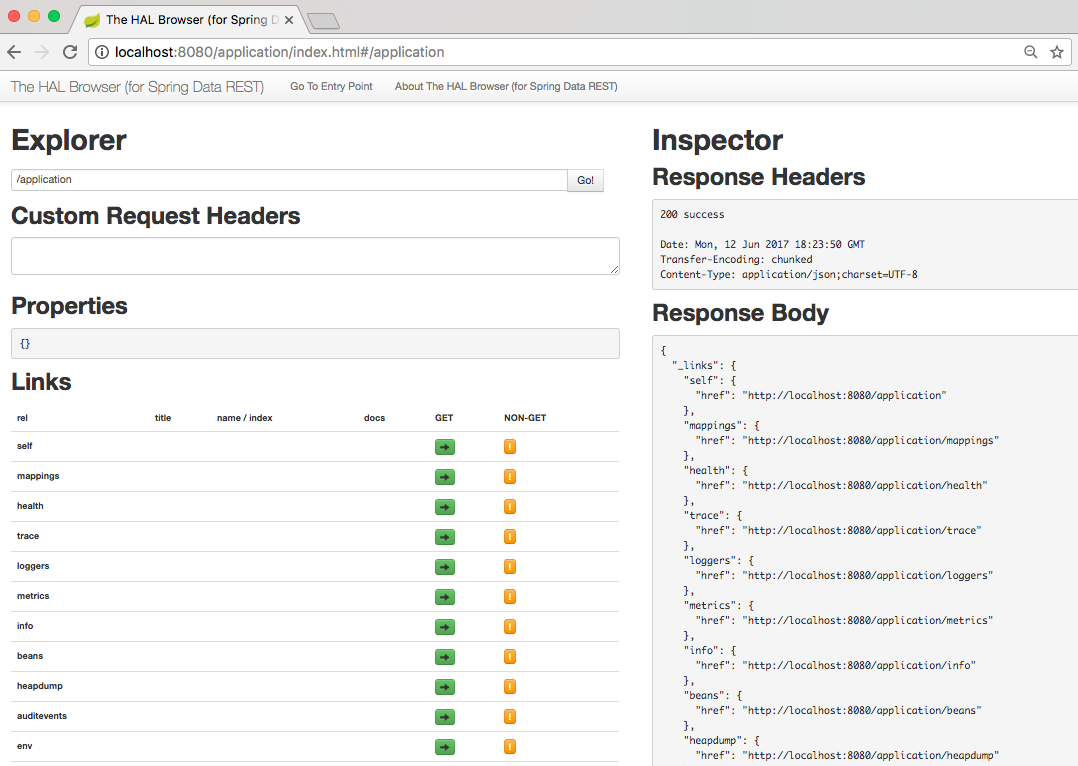 The HAL Browser (for Spring D
localhost:8080/application/index.html#/application
The HAL Browser (for Spring Data REST) Go To Entry Point About The HAL Browser (for Spring Data REST)
Explorer
/application Go!
Custom Request Headers
Properties
{}
Links
rel title name / index docs GET NON-GET
self
mappings
health
trace
loggers
metrics
info
beans
heapdump
auditevents
env
Inspector
Response Headers
200 success
Date: Mon, 12 Jun 2017 18:23:50 GMT
Transfer-Encoding: chunked
Content-Type: application/json;charset=UTF-8
Response Body
{
  "_links": {
    "self": {
      "href": "http://localhost:8080/application"
    },
    "mappings": {
      "href": "http://localhost:8080/application/mappings"
    },
    "health": {
      "href": "http://localhost:8080/application/health"
    },
    "trace": {
      "href": "http://localhost:8080/application/trace"
    },
    "loggers": {
      "href": "http://localhost:8080/application/loggers"
    },
    "metrics": {
      "href": "http://localhost:8080/application/metrics"
    },
    "info": {
      "href": "http://localhost:8080/application/info"
    },
    "beans": {
      "href": "http://localhost:8080/application/beans"
    },
    "heapdump": {
      "href": "http://localhost:8080/application/heapdump"